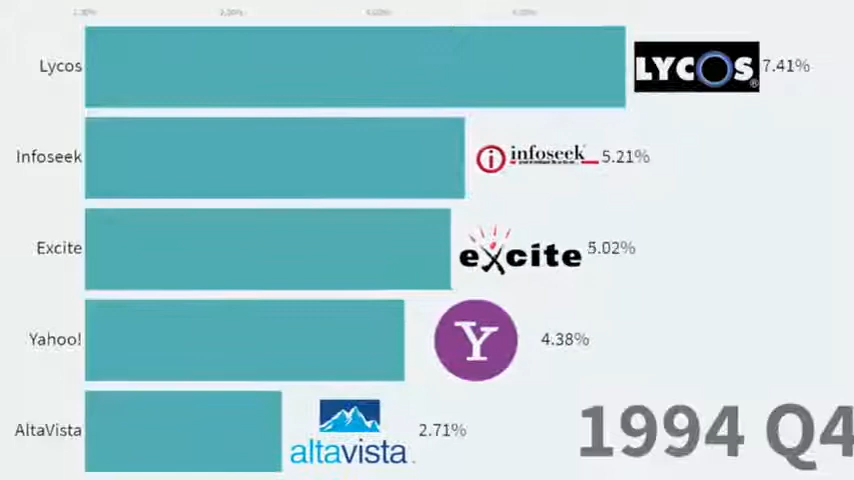 Lycos
LYCOS®
7.41%
Infoseek
infoseek
5.21%
Excite
excite
5.02%
Yahoo!
Y
4.38%
AltaVista
altavista
2.71%
1994 Q4